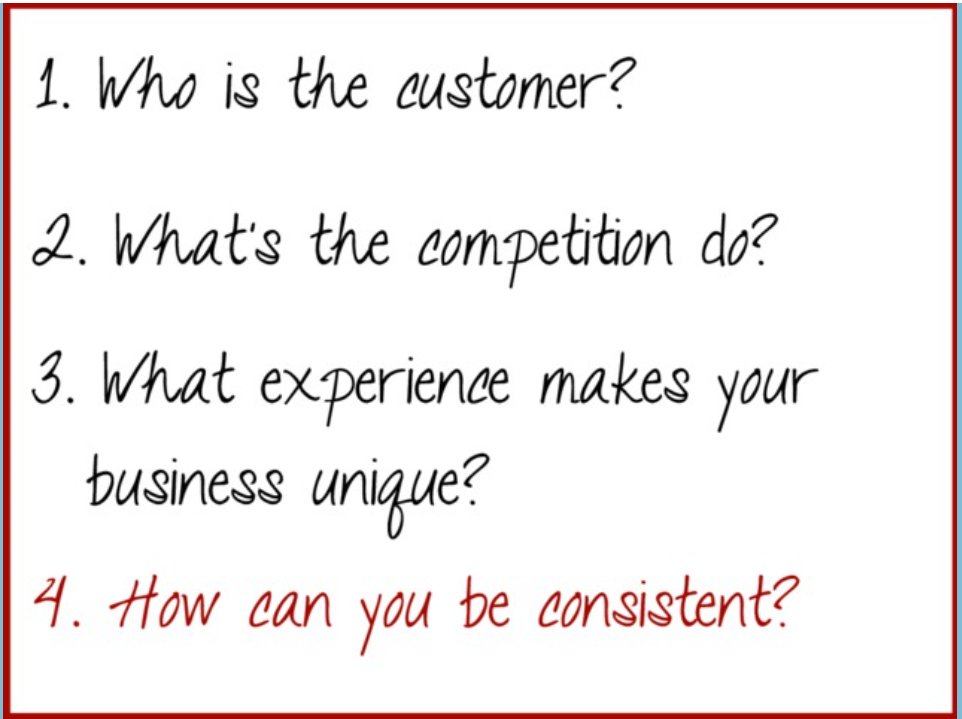 1. Who is the customer?
2. What's the competition do?
3. What experience makes your
business unique?
4. How can you be consistent?